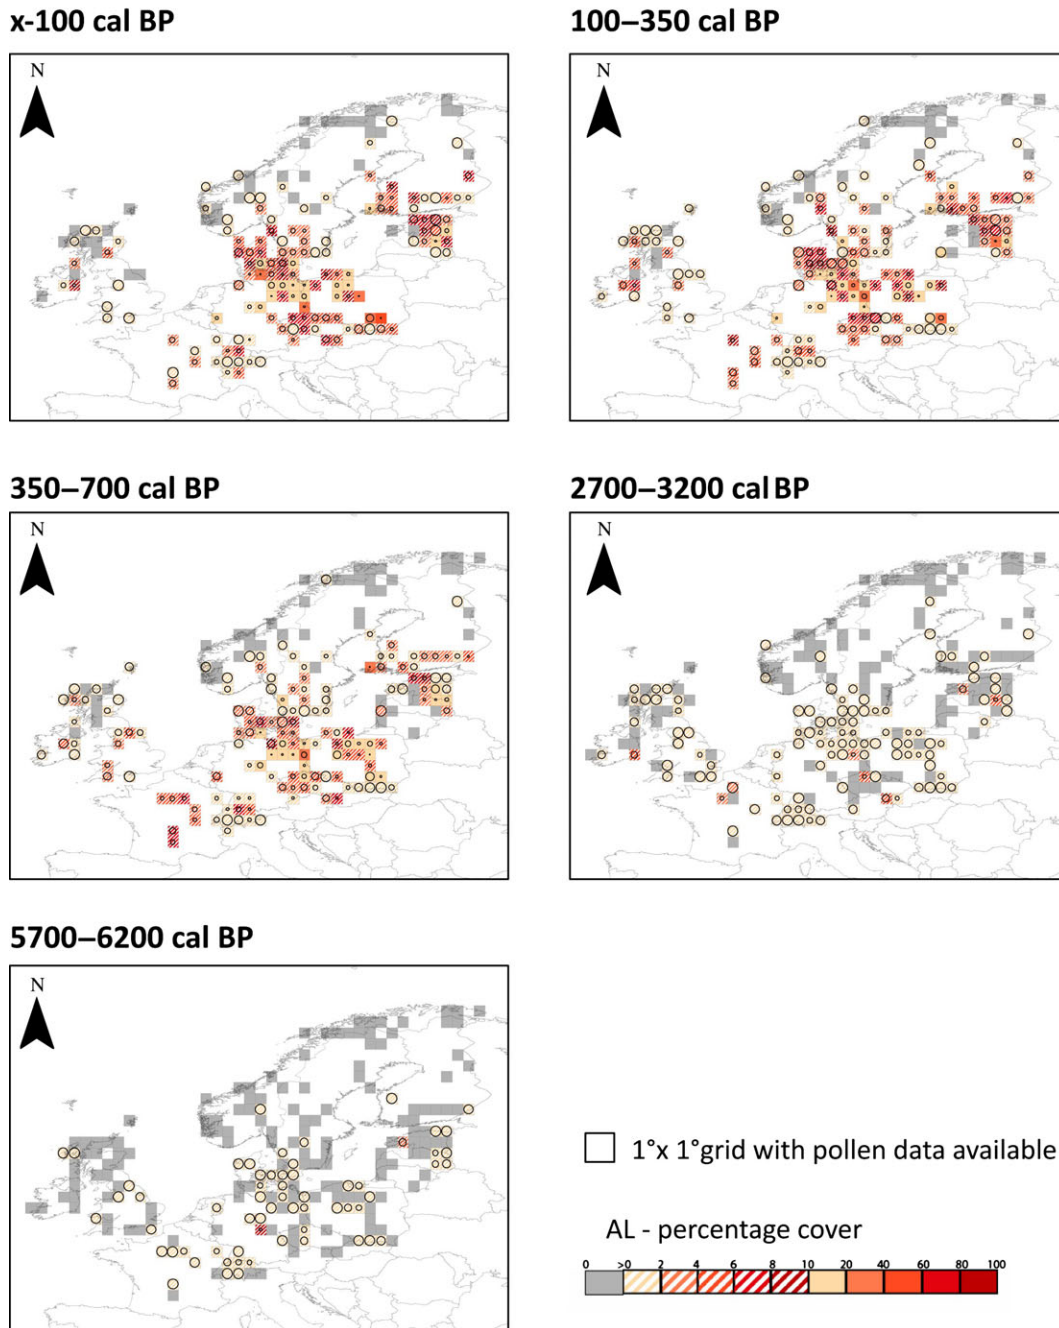 x-100 cal BP
100–350 cal BP
N
N
350–700 cal BP
2700–3200 cal BP
N
N
5700–6200 cal BP
N
1°x 1°grid with pollen data available
AL - percentage cover
0 >0 2 4 6 8 10 20 40 60 80 100